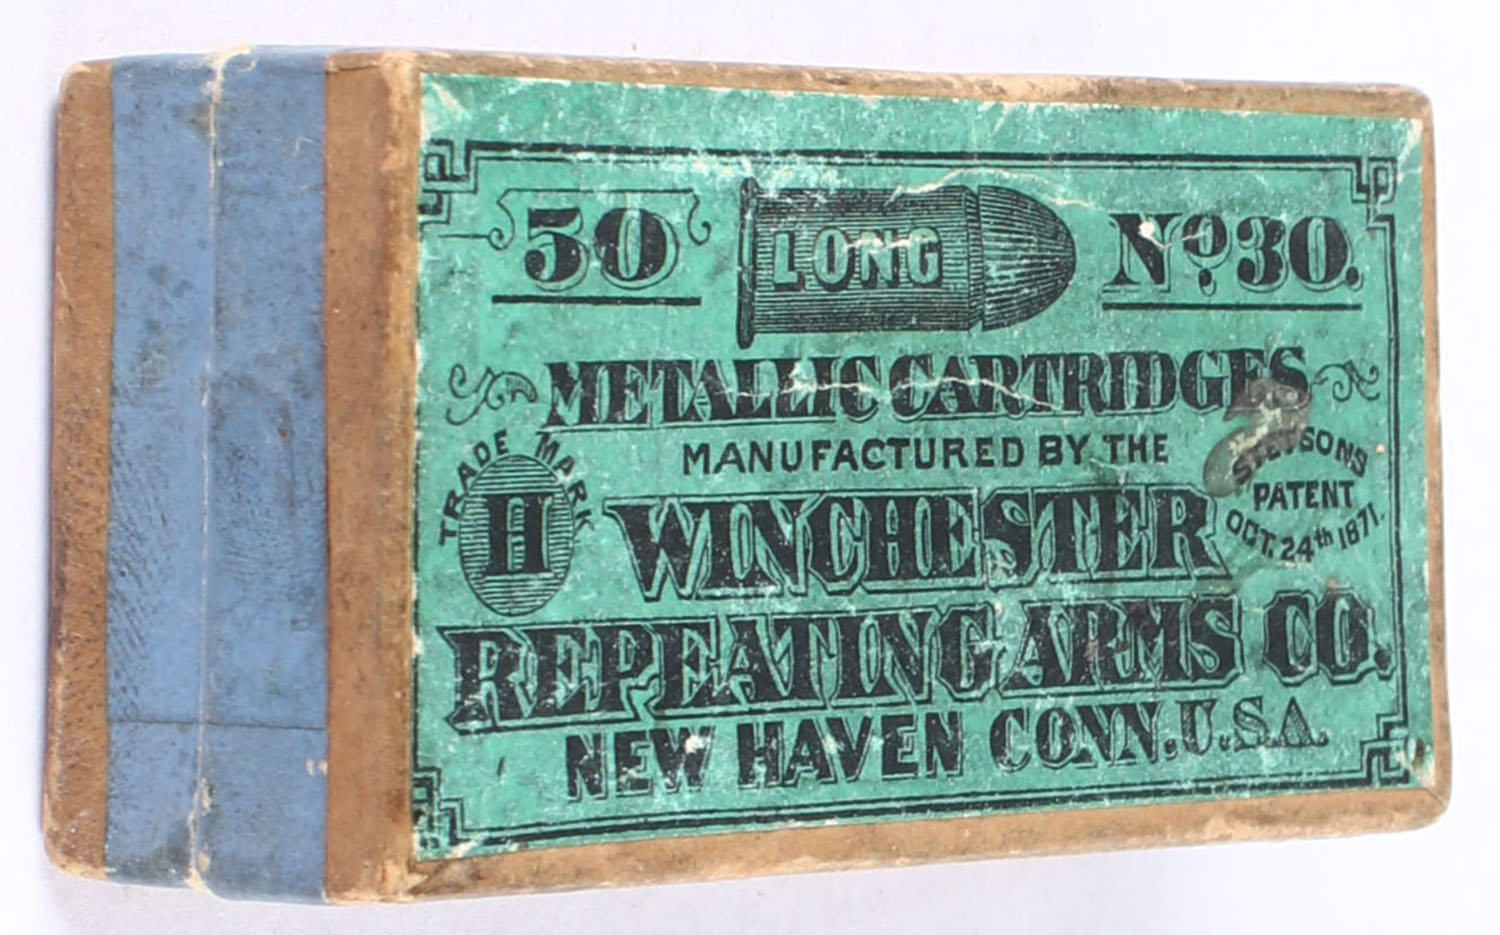 50 LONG Nº 30.
METALLIC CARTRIDGES
MANUFACTURED BY THE
TRADE MARK
H
WINCHESTER
STETSONS
PATENT
OCT. 24th 1871.
REPEATING ARMS CO.
NEW HAVEN CONN. U.S.A.